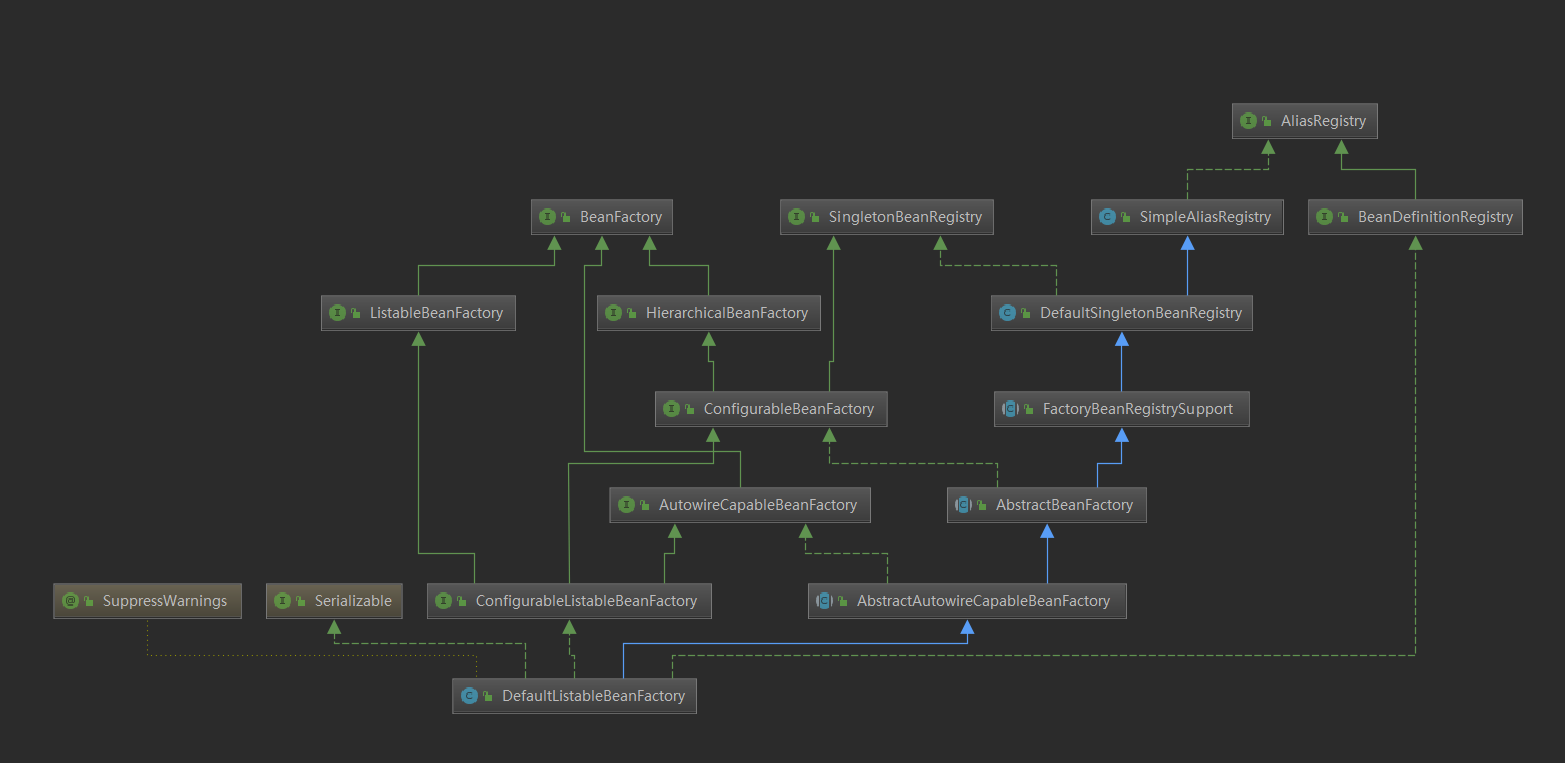 AliasRegistry
BeanFactory
SingletonBeanRegistry
SimpleAliasRegistry
BeanDefinitionRegistry
ListableBeanFactory
HierarchicalBeanFactory
DefaultSingletonBeanRegistry
ConfigurableBeanFactory
FactoryBeanRegistrySupport
AutowireCapableBeanFactory
AbstractBeanFactory
SuppressWarnings
Serializable
ConfigurableListableBeanFactory
AbstractAutowireCapableBeanFactory
DefaultListableBeanFactory